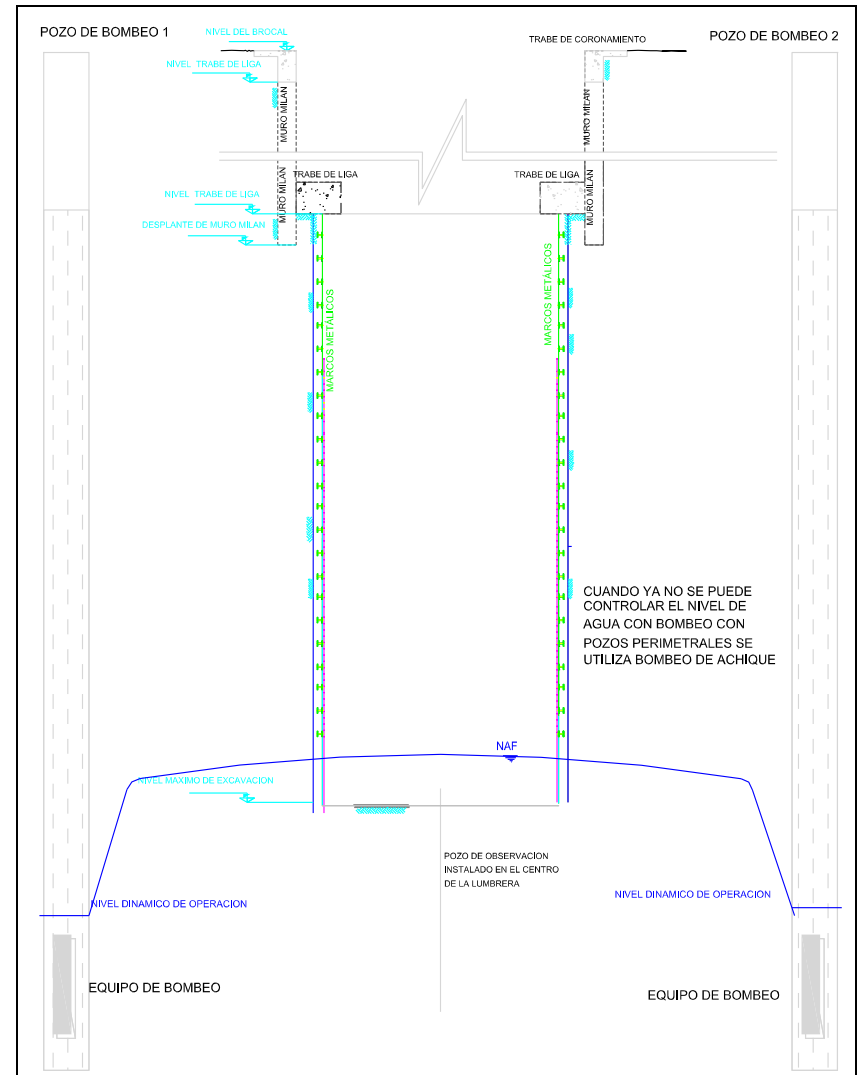 POZO DE BOMBEO 1
NIVEL DEL BROCAL
TRABE DE CORONAMIENTO
POZO DE BOMBEO 2
NIVEL TRABE DE LIGA
MURO MILAN
MURO MILAN
MURO MILAN
MURO MILAN
TRABE DE LIGA
TRABE DE LIGA
NIVEL TRABE DE LIGA
DESPLANTE DE MURO MILAN
MARCOS METÁLICOS
MARCOS METÁLICOS
CUANDO YA NO SE PUEDE
CONTROLAR EL NIVEL DE
AGUA CON BOMBEO CON
POZOS PERIMETRALES SE
UTILIZA BOMBEO DE ACHIQUE
NAF
NIVEL MAXIMO DE EXCAVACION
POZO DE OBSERVACION
INSTALADO EN EL CENTRO
DE LA LUMBRERA
NIVEL DINAMICO DE OPERACION
NIVEL DINAMICO DE OPERACION
EQUIPO DE BOMBEO
EQUIPO DE BOMBEO